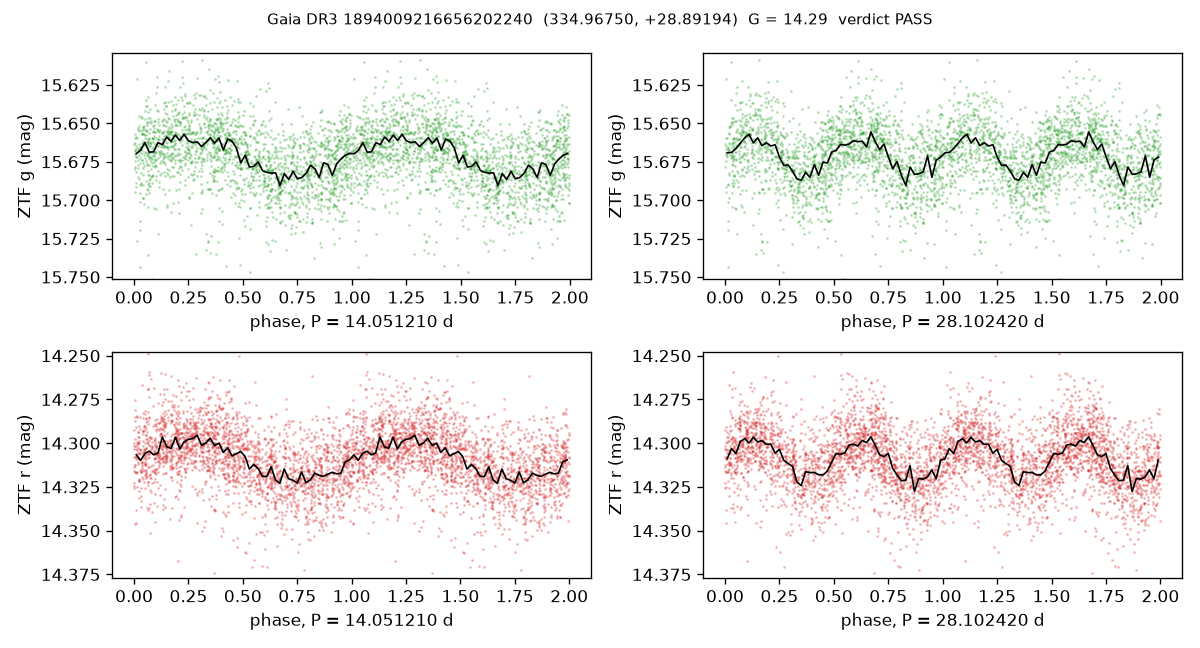 Gaia DR3 1894009216656202240 (334.96750, +28.89194) G = 14.29 verdict PASS
ZTF g (mag)
15.625
15.650
15.675
15.700
15.725
15.750
0.00 0.25 0.50 0.75 1.00 1.25 1.50 1.75 2.00
phase, P = 14.051210 d
ZTF g (mag)
15.625
15.650
15.675
15.700
15.725
15.750
0.00 0.25 0.50 0.75 1.00 1.25 1.50 1.75 2.00
phase, P = 28.102420 d
ZTF r (mag)
14.250
14.275
14.300
14.325
14.350
14.375
0.00 0.25 0.50 0.75 1.00 1.25 1.50 1.75 2.00
phase, P = 14.051210 d
ZTF r (mag)
14.250
14.275
14.300
14.325
14.350
14.375
0.00 0.25 0.50 0.75 1.00 1.25 1.50 1.75 2.00
phase, P = 28.102420 d